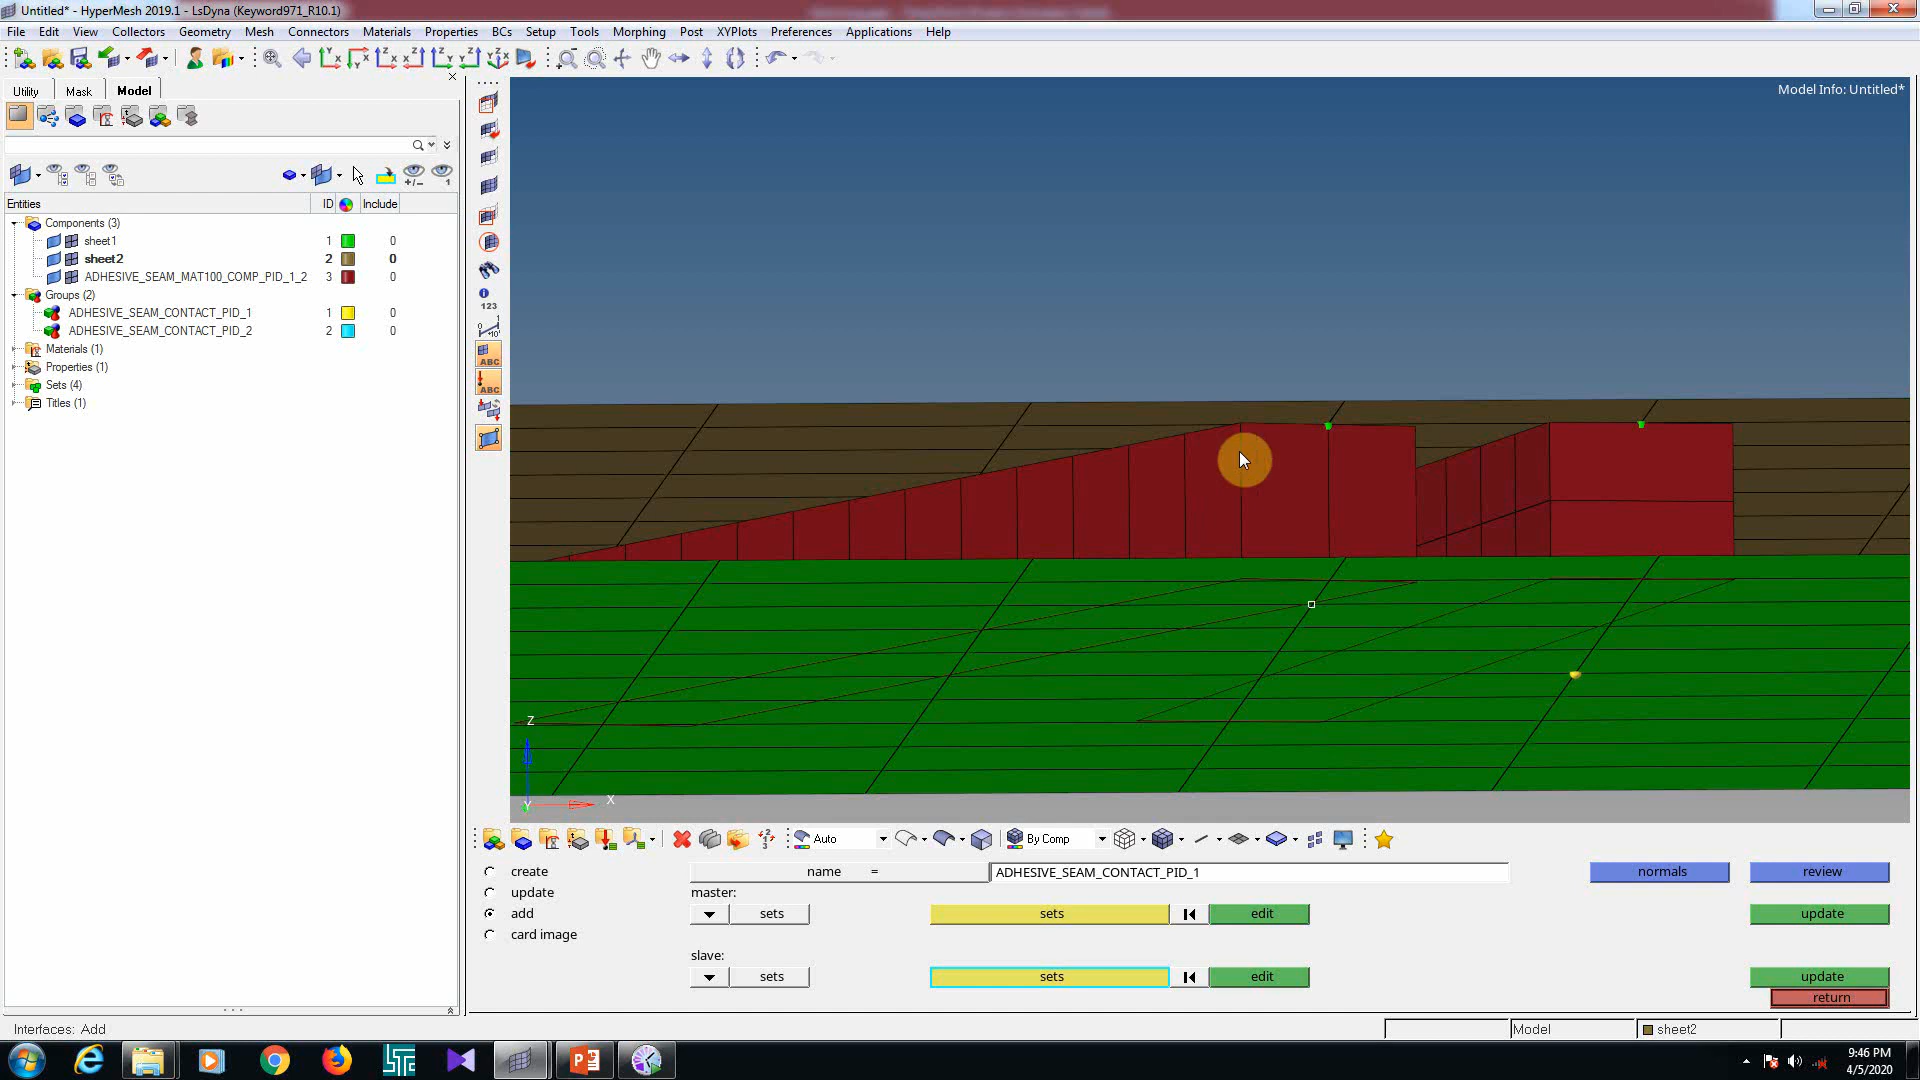 Untitled* - HyperMesh 2019.1 - LsDyna (Keyword971_R10.1)
File Edit View Collectors Geometry Mesh Connectors Materials Properties BCs Setup Tools Morphing Post XYPlots Preferences Applications Help
Utility Mask Model
Model Info: Untitled*
Entities ID Include
Components (3)
sheet1 1 0
sheet2 2 0
ADHESIVE_SEAM_MAT100_COMP_PID_1_2 3 0
Groups (2)
ADHESIVE_SEAM_CONTACT_PID_1 1 0
ADHESIVE_SEAM_CONTACT_PID_2 2 0
Materials (1)
Properties (1)
Sets (4)
Titles (1)
123
ABC
ABC
Z
Y X
Auto By Comp
create name = ADHESIVE_SEAM_CONTACT_PID_1 normals review
update master:
add sets sets edit update
card image
slave:
sets sets edit update
return
Interfaces: Add Model sheet2
9:46 PM
4/5/2020